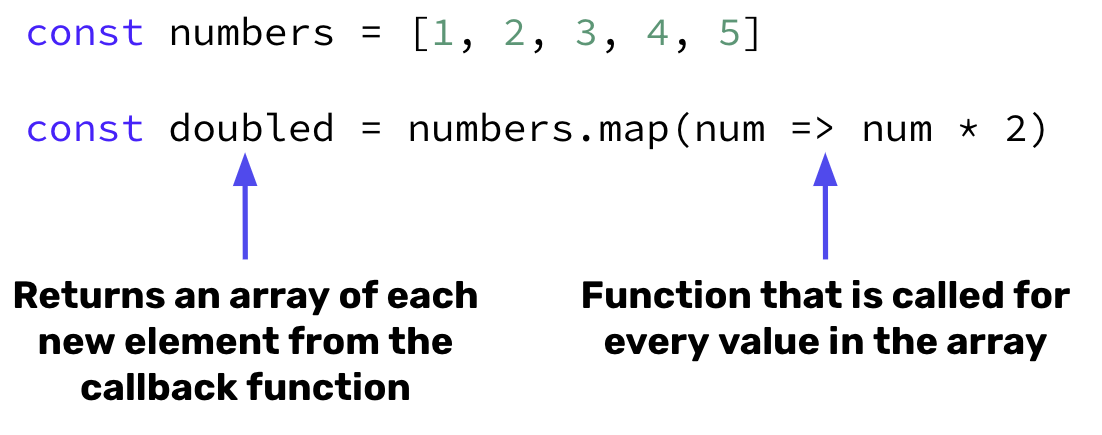 const numbers = [1, 2, 3, 4, 5]
const doubled = numbers.map(num => num * 2)
Returns an array of each
new element from the
callback function
Function that is called for
every value in the array